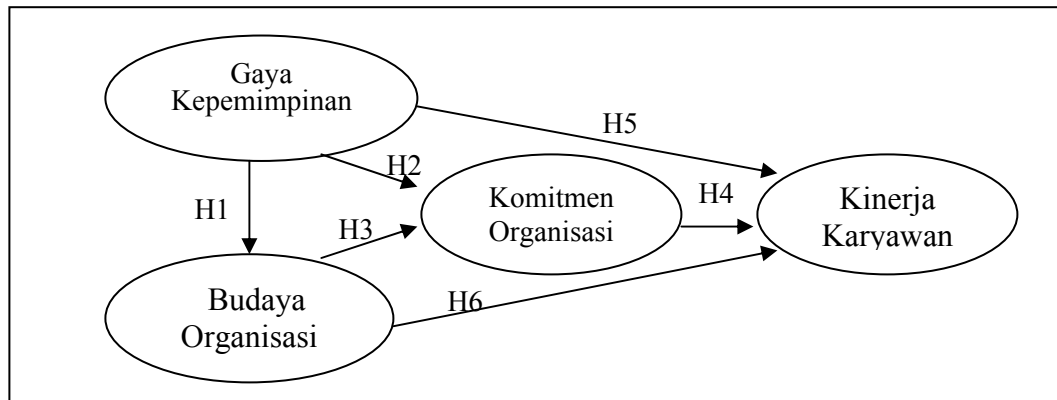 Gaya
Kepemimpinan
H5
H2
Komitmen
Organisasi
H4
Kinerja
Karyawan
H1
H3
Budaya
Organisasi
H6